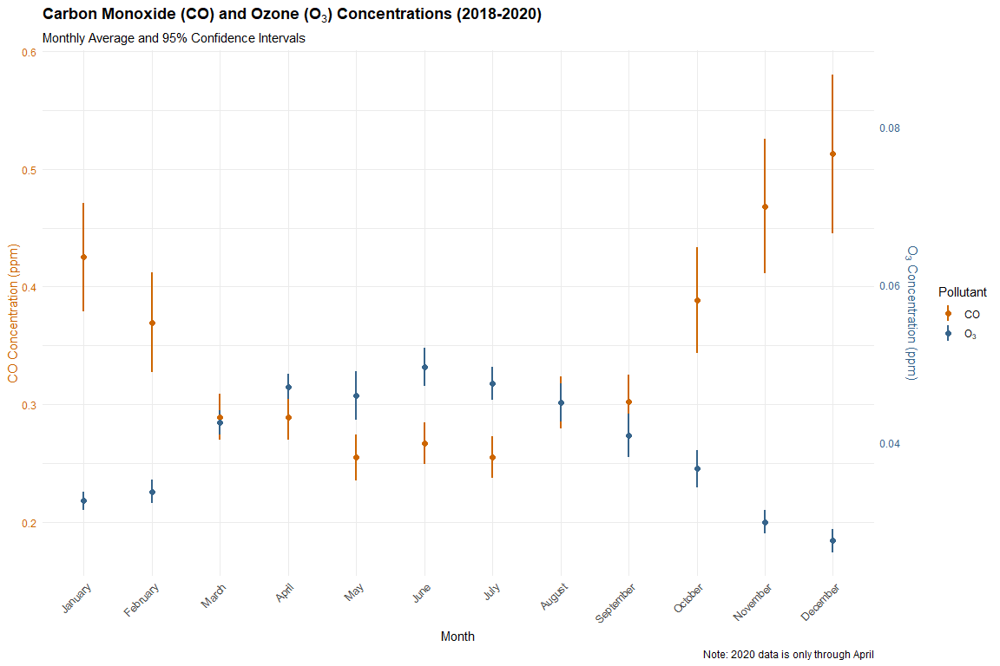 Carbon Monoxide (CO) and Ozone (O₃) Concentrations (2018-2020)
Monthly Average and 95% Confidence Intervals
CO Concentration (ppm)
0.6
0.5
0.4
0.3
0.2
0.08
0.06
0.04
O₃ Concentration (ppm)
Pollutant
CO
O₃
January
February
March
April
May
June
July
August
September
October
November
December
Month
Note: 2020 data is only through April